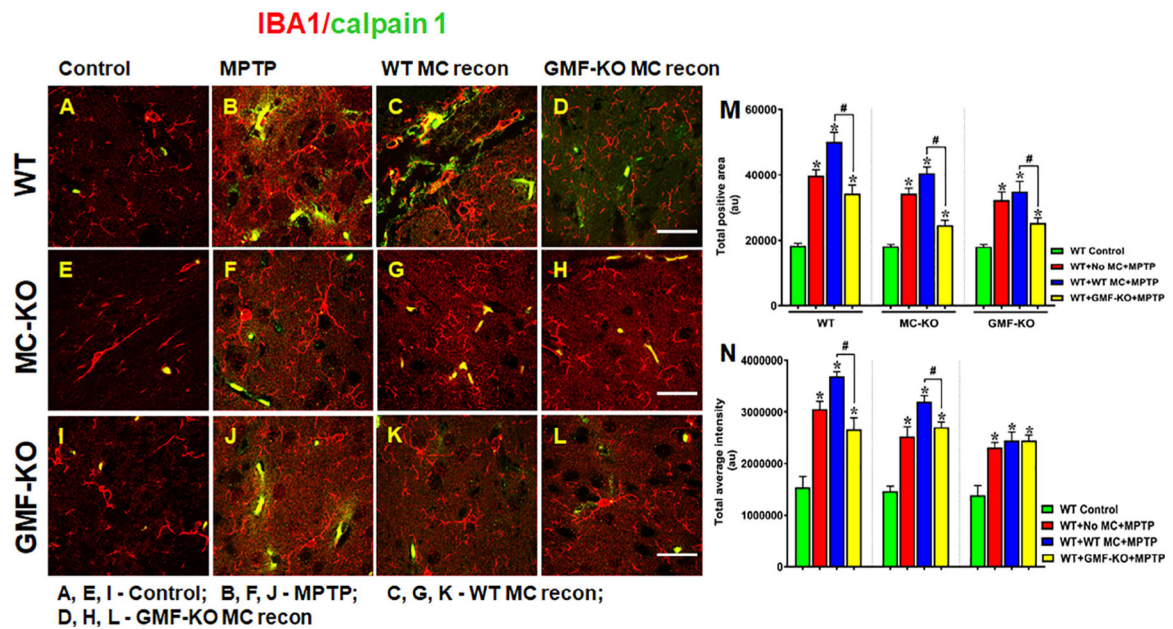 IBA1/calpain 1
Control MPTP WT MC recon GMF-KO MC recon
WT
A B C D
MC-KO
E F G H
GMF-KO
I J K L
A, E, I - Control; B, F, J - MPTP; C, G, K - WT MC recon;
D, H, L - GMF-KO MC recon
M
Total positive area
(au)
60000
40000
20000
0
# # #
* * * * * * * * *
WT MC-KO GMF-KO
WT Control
WT+No MC+MPTP
WT+WT MC+MPTP
WT+GMF-KO+MPTP
N
Total average intensity
(au)
4000000
3000000
2000000
1000000
0
# #
* * * * * * * * *
WT Control
WT+No MC+MPTP
WT+WT MC+MPTP
WT+GMF-KO+MPTP